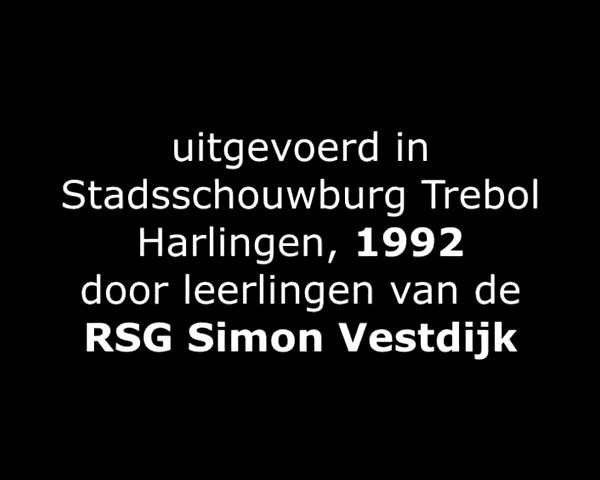 uitgevoerd in
Stadsschouwburg Trebol
Harlingen, 1992
door leerlingen van de
RSG Simon Vestdijk